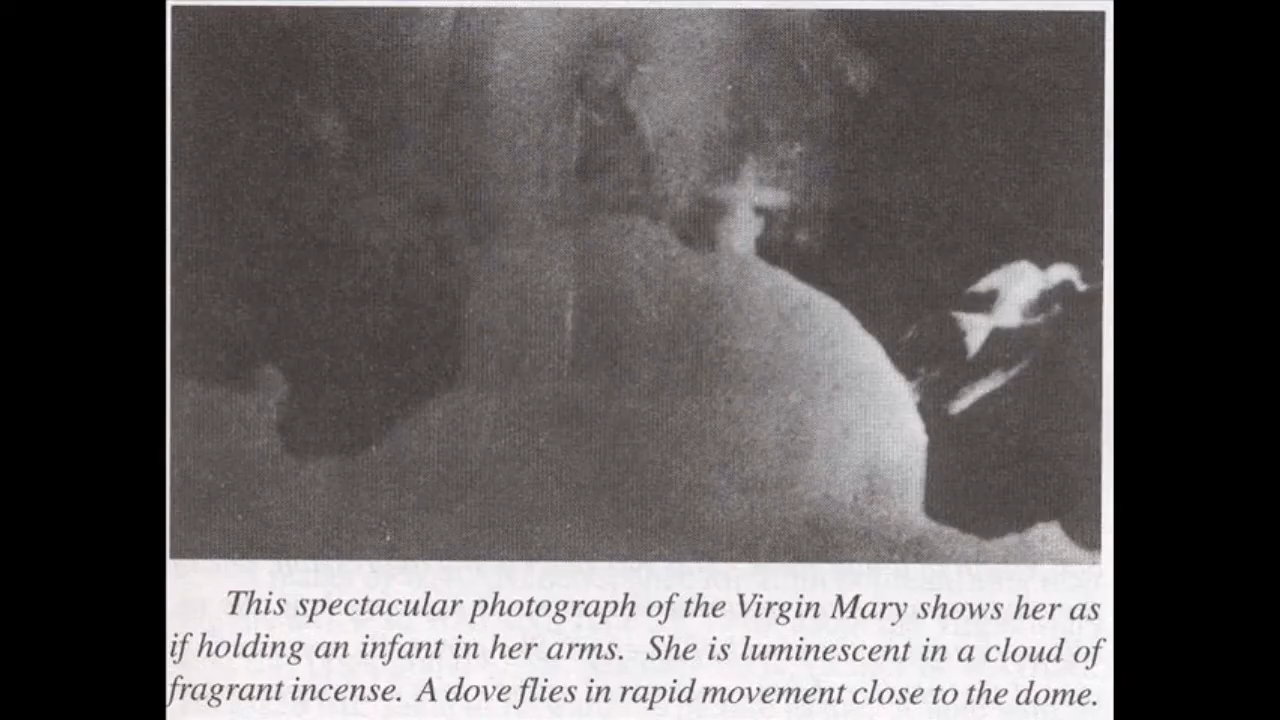 This spectacular photograph of the Virgin Mary shows her as
if holding an infant in her arms. She is luminescent in a cloud of
fragrant incense. A dove flies in rapid movement close to the dome.